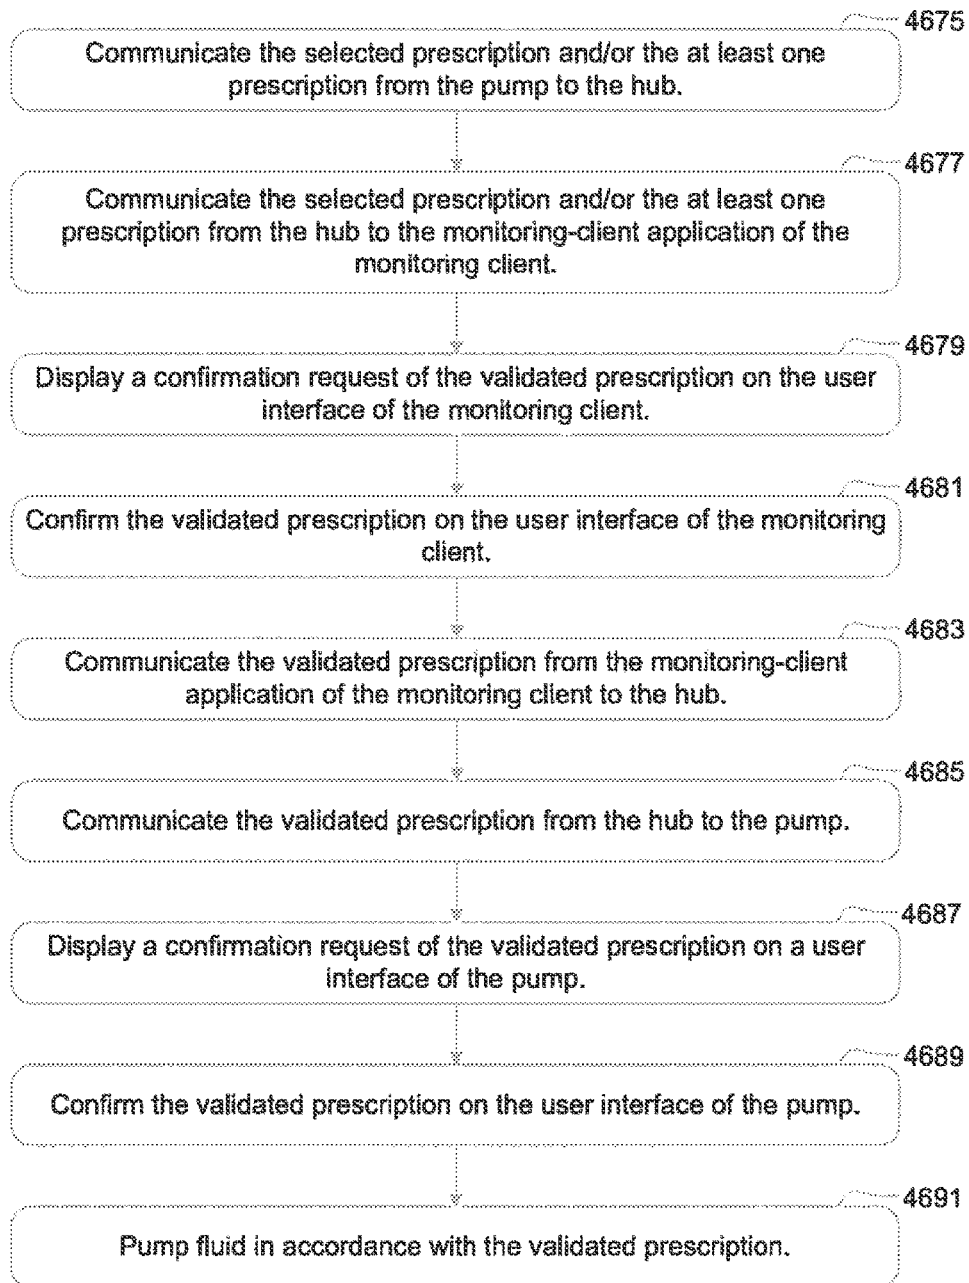 4675
Communicate the selected prescription and/or the at least one
prescription from the pump to the hub.
4677
Communicate the selected prescription and/or the at least one
prescription from the hub to the monitoring-client application of the
monitoring client.
4679
Display a confirmation request of the validated prescription on the user
interface of the monitoring client.
4681
Confirm the validated prescription on the user interface of the monitoring
client.
4683
Communicate the validated prescription from the monitoring-client
application of the monitoring client to the hub.
4685
Communicate the validated prescription from the hub to the pump.
4687
Display a confirmation request of the validated prescription on a user
interface of the pump.
4689
Confirm the validated prescription on the user interface of the pump.
4691
Pump fluid in accordance with the validated prescription.